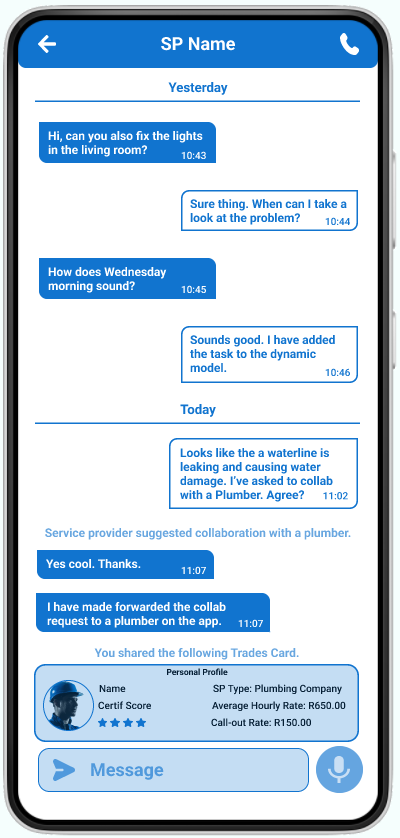 SP Name
Yesterday
Hi, can you also fix the lights
in the living room?
10:43
Sure thing. When can I take a
look at the problem?
10:44
How does Wednesday
morning sound?
10:45
Sounds good. I have added
the task to the dynamic
model.
10:46
Today
Looks like the a waterline is
leaking and causing water
damage. I've asked to collab
with a Plumber. Agree? 11:02
Service provider suggested collaboration with a plumber.
Yes cool. Thanks.
11:07
I have made forwarded the collab
request to a plumber on the app. 11:07
You shared the following Trades Card.
Personal Profile
Name SP Type: Plumbing Company
Certif Score Average Hourly Rate: R650.00
Call-out Rate: R150.00
Message